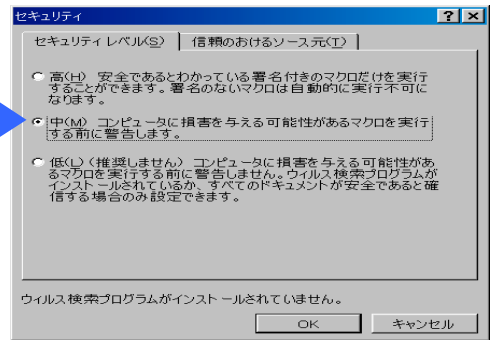 セキュリティ
セキュリティ レベル(S)
信頼のおけるソース元(T)
高(H) 安全であるとわかっている署名付きのマクロだけを実行
することができます。署名のないマクロは自動的に実行不可に
なります。
中(M) コンピュータに損害を与える可能性があるマクロを実行
する前に警告します。
低(L) (推奨しません) コンピュータに損害を与える可能性があ
るマクロを実行する前に警告しません。ウィルス検索プログラムが
インストールされているか、すべてのドキュメントが安全であると確
信する場合のみ設定できます。
ウィルス検索プログラムがインストールされていません。
OK
キャンセル